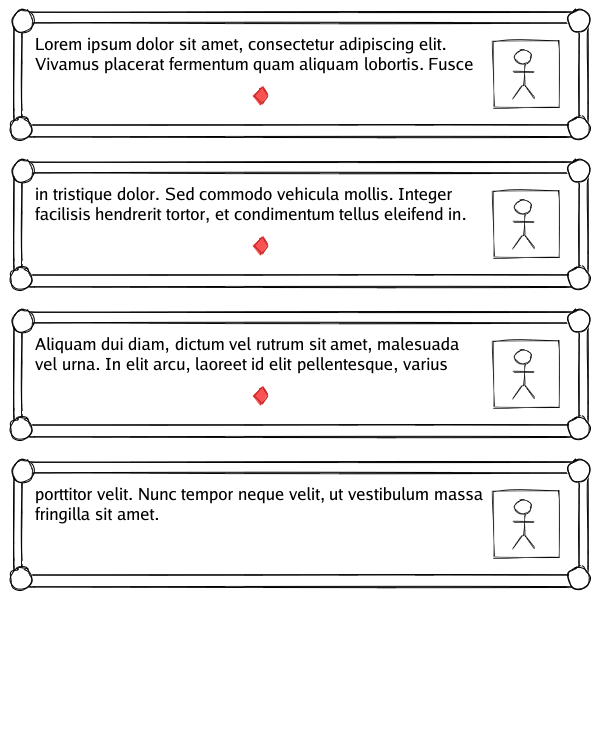 Lorem ipsum dolor sit amet, consectetur adipiscing elit.
Vivamus placerat fermentum quam aliquam lobortis. Fusce
in tristique dolor. Sed commodo vehicula mollis. Integer
facilisis hendrerit tortor, et condimentum tellus eleifend in.
Aliquam dui diam, dictum vel rutrum sit amet, malesuada
vel urna. In elit arcu, laoreet id elit pellentesque, varius
porttitor velit. Nunc tempor neque velit, ut vestibulum massa
fringilla sit amet.